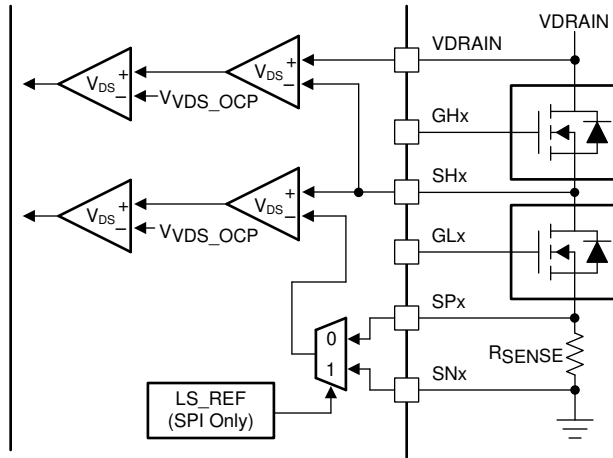 VDRAIN
VDRAIN
VDS
+
−
VVDS_OCP
VDS
+
−
GHx
SHx
VDS
+
−
VVDS_OCP
VDS
+
−
GLx
SPx
0
1
RSENSE
SNx
LS_REF
(SPI Only)